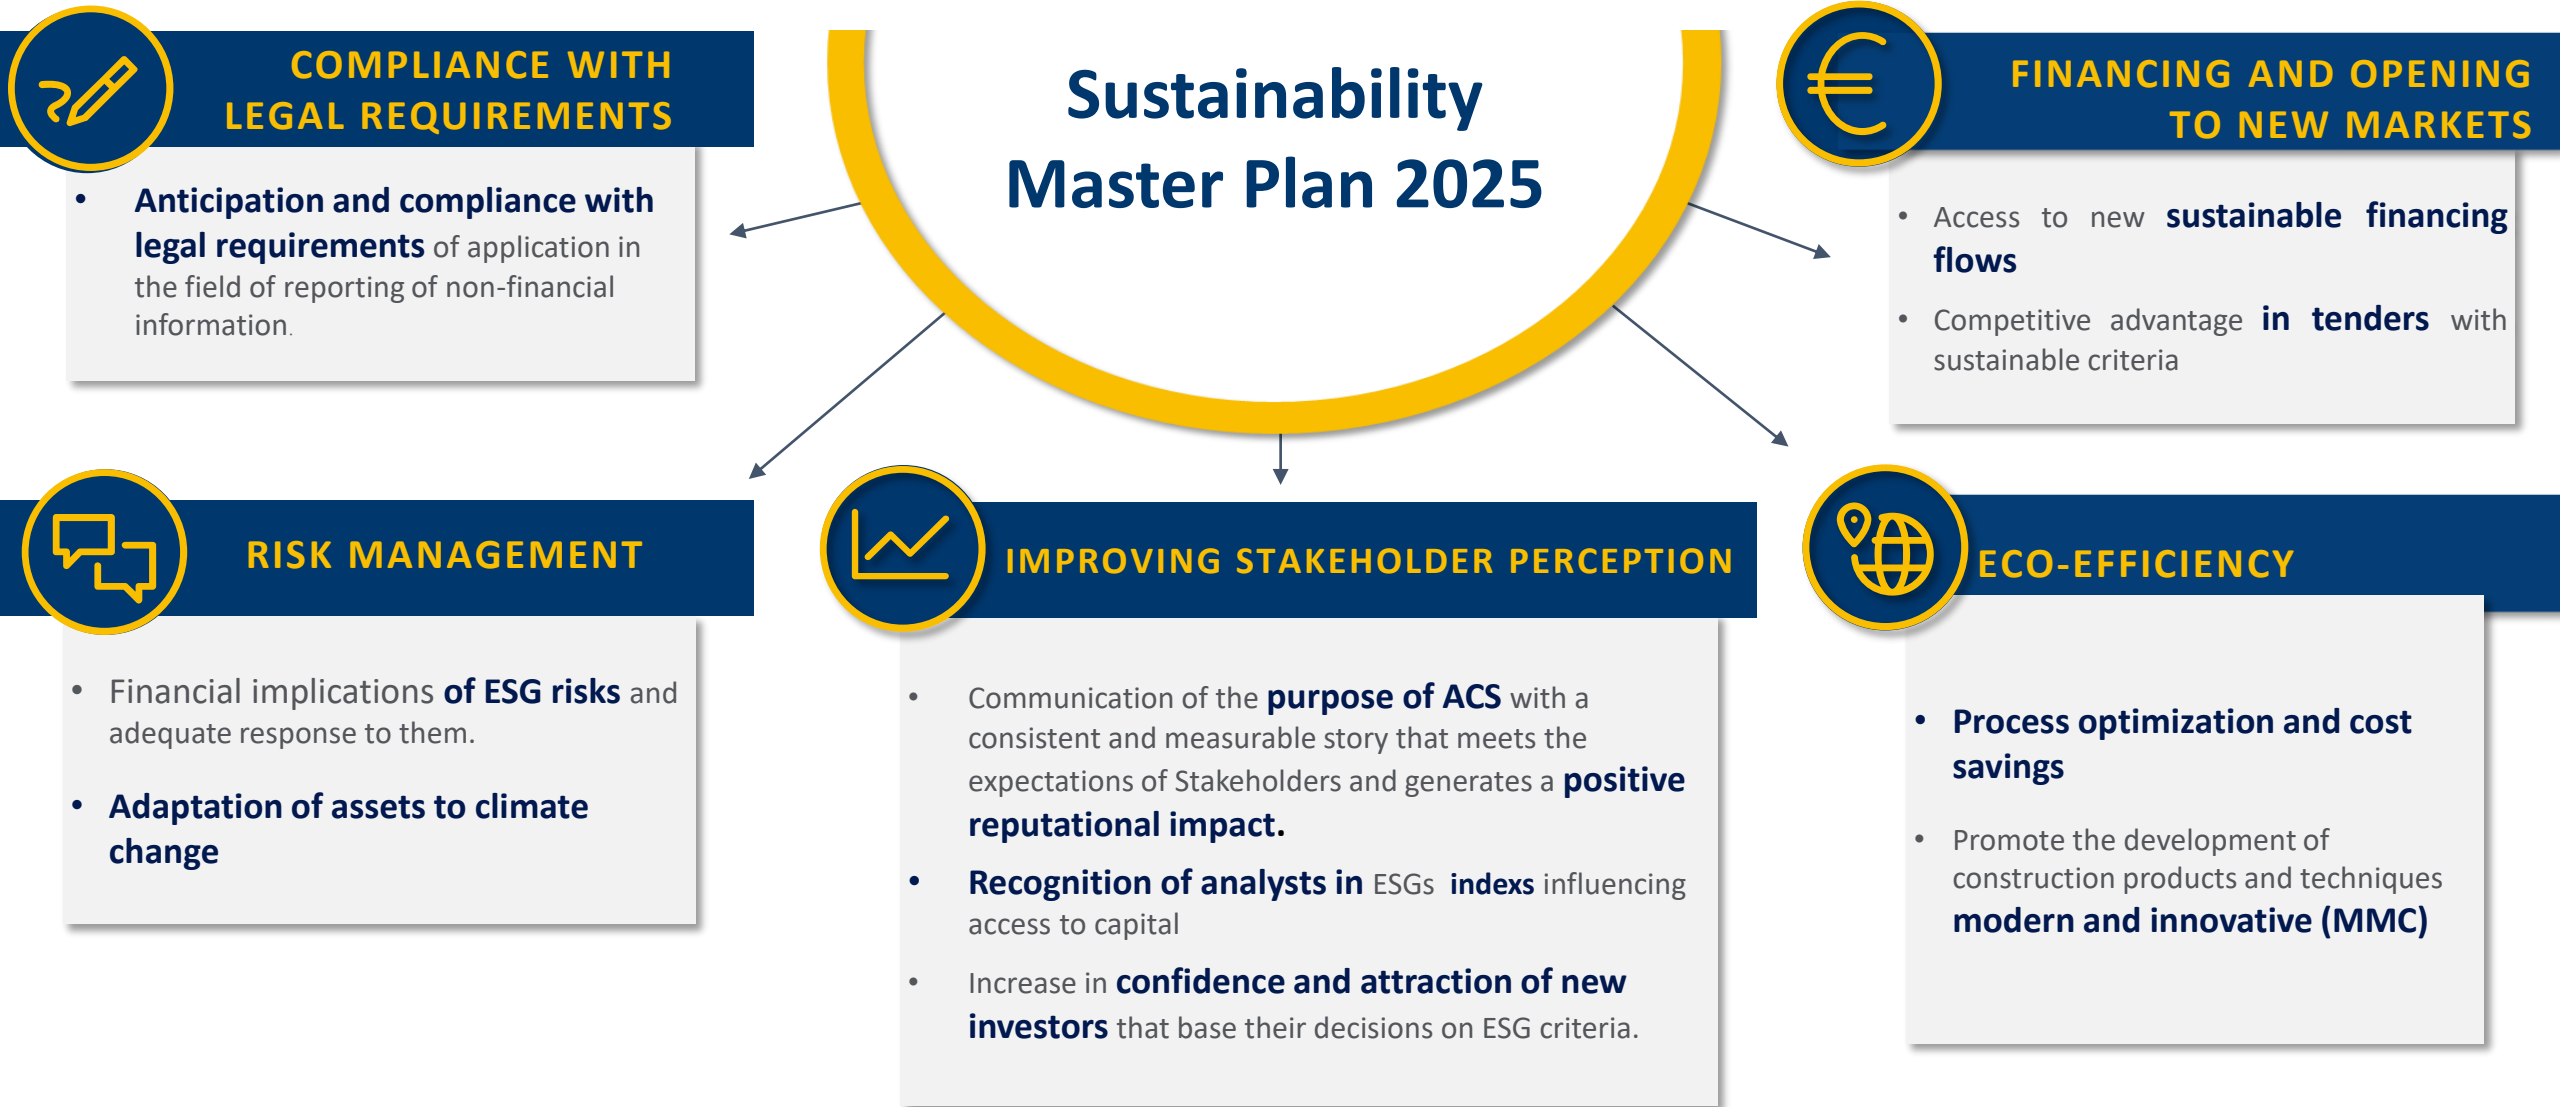 Sustainability
Master Plan 2025
COMPLIANCE WITH
LEGAL REQUIREMENTS
• Anticipation and compliance with
legal requirements of application in
the field of reporting of non-financial
information.
FINANCING AND OPENING
TO NEW MARKETS
• Access to new sustainable financing
flows
• Competitive advantage in tenders with
sustainable criteria
RISK MANAGEMENT
• Financial implications of ESG risks and
adequate response to them.
• Adaptation of assets to climate
change
IMPROVING STAKEHOLDER PERCEPTION
• Communication of the purpose of ACS with a
consistent and measurable story that meets the
expectations of Stakeholders and generates a positive
reputational impact.
• Recognition of analysts in ESGs indexs influencing
access to capital
• Increase in confidence and attraction of new
investors that base their decisions on ESG criteria.
ECO-EFFICIENCY
• Process optimization and cost
savings
• Promote the development of
construction products and techniques
modern and innovative (MMC)